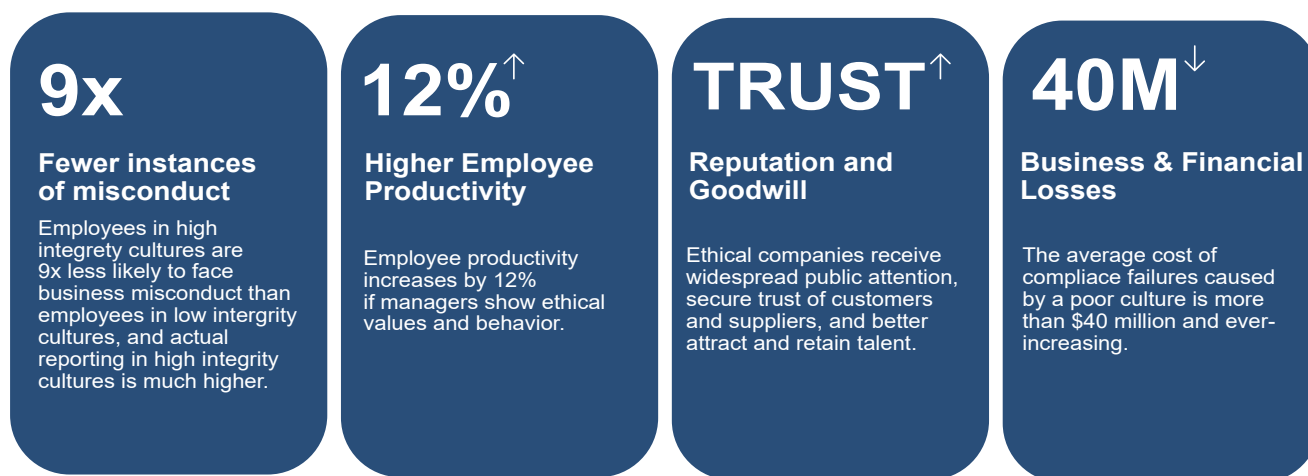 9x
Fewer instances
of misconduct
Employees in high
integrety cultures are
9x less likely to face
business misconduct than
employees in low intergrity
cultures, and actual
reporting in high integrity
cultures is much higher.
12%↑
Higher Employee
Productivity
Employee productivity
increases by 12%
if managers show ethical
values and behavior.
TRUST↑
Reputation and
Goodwill
Ethical companies receive
widespread public attention,
secure trust of customers
and suppliers, and better
attract and retain talent.
40M↓
Business & Financial
Losses
The average cost of
compliace failures caused
by a poor culture is more
than $40 million and ever-
increasing.